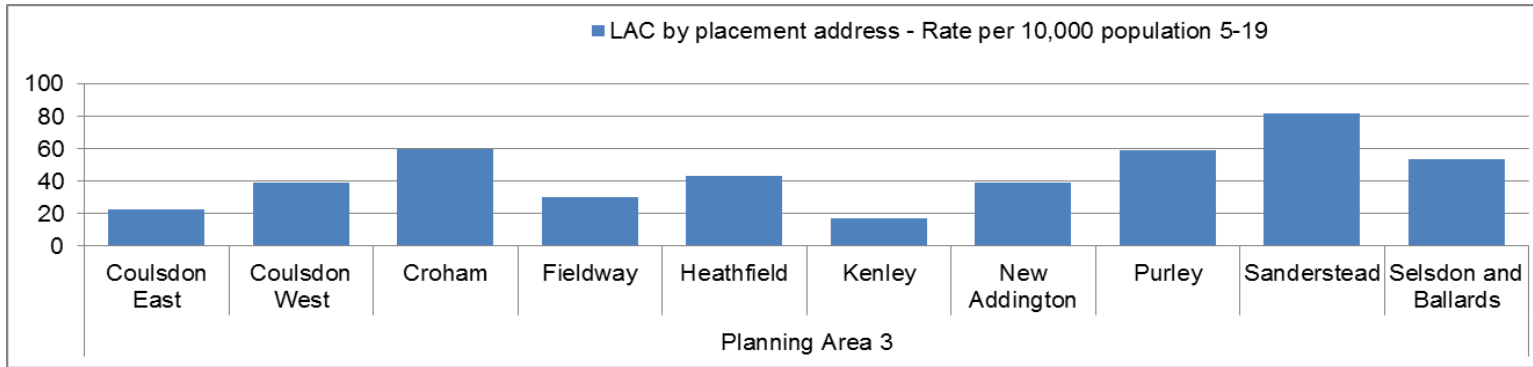 LAC by placement address - Rate per 10,000 population 5-19
100
80
60
40
20
0
Coulsdon East
Coulsdon West
Croham
Fieldway
Heathfield
Kenley
New Addington
Purley
Sanderstead
Selsdon and Ballards
Planning Area 3